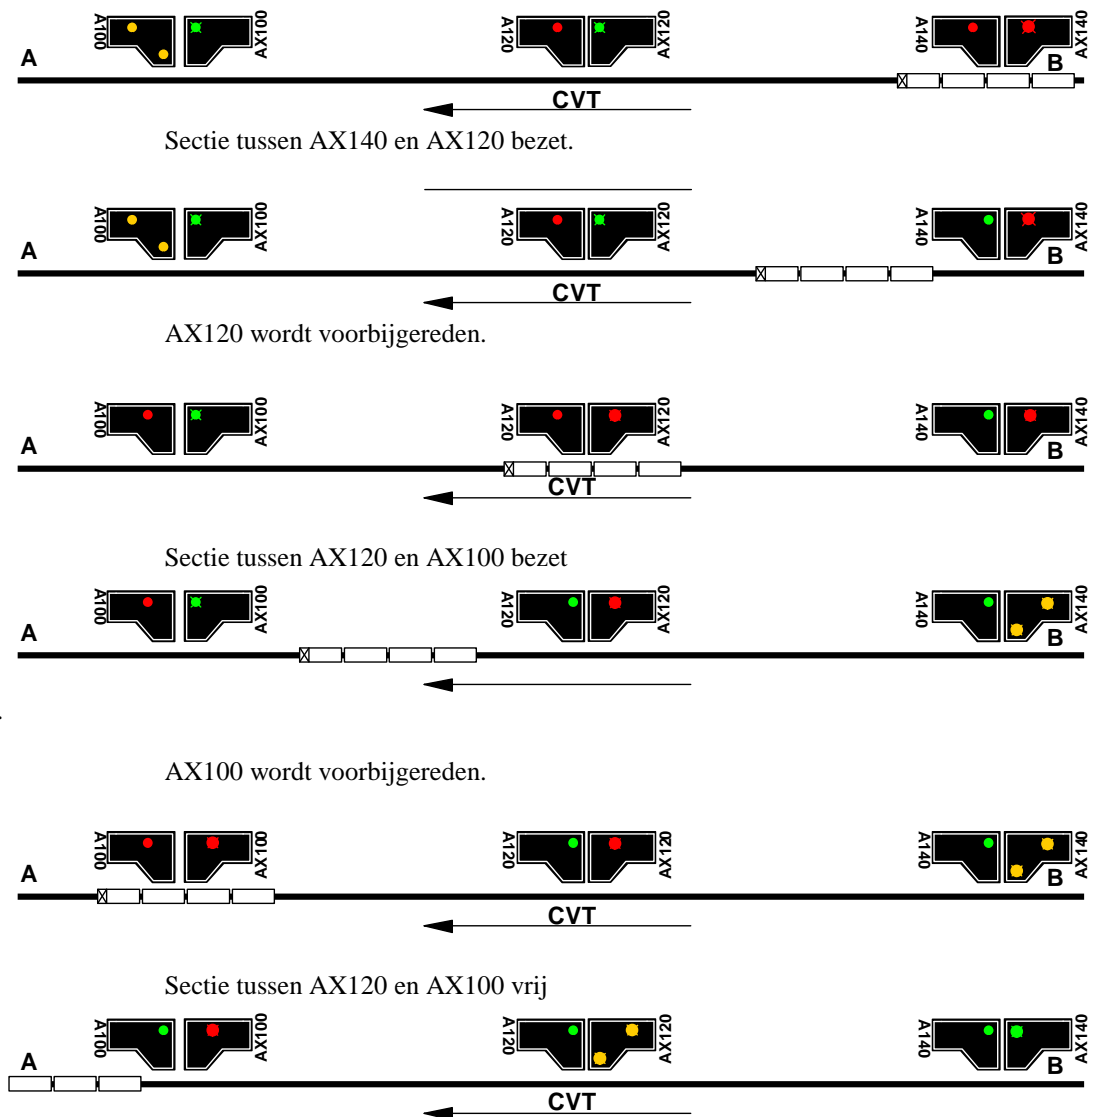 A100 AX100 A120 AX120 A140 AX140
A B
CVT
Sectie tussen AX140 en AX120 bezet.
A100 AX100 A120 AX120 A140 AX140
A B
CVT
AX120 wordt voorbijgereden.
A100 AX100 A120 AX120 A140 AX140
A B
CVT
Sectie tussen AX120 en AX100 bezet
A100 AX100 A120 AX120 A140 AX140
A B
.
AX100 wordt voorbijgereden.
A100 AX100 A120 AX120 A140 AX140
A B
CVT
Sectie tussen AX120 en AX100 vrij
A100 AX100 A120 AX120 A140 AX140
A B
CVT